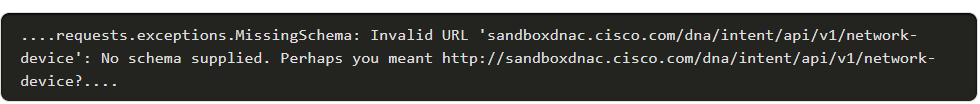 ....requests.exceptions.MissingSchema: Invalid URL 'sandboxdnac.cisco.com/dna/intent/api/v1/network-
device': No schema supplied. Perhaps you meant http://sandboxdnac.cisco.com/dna/intent/api/v1/network-
device?....